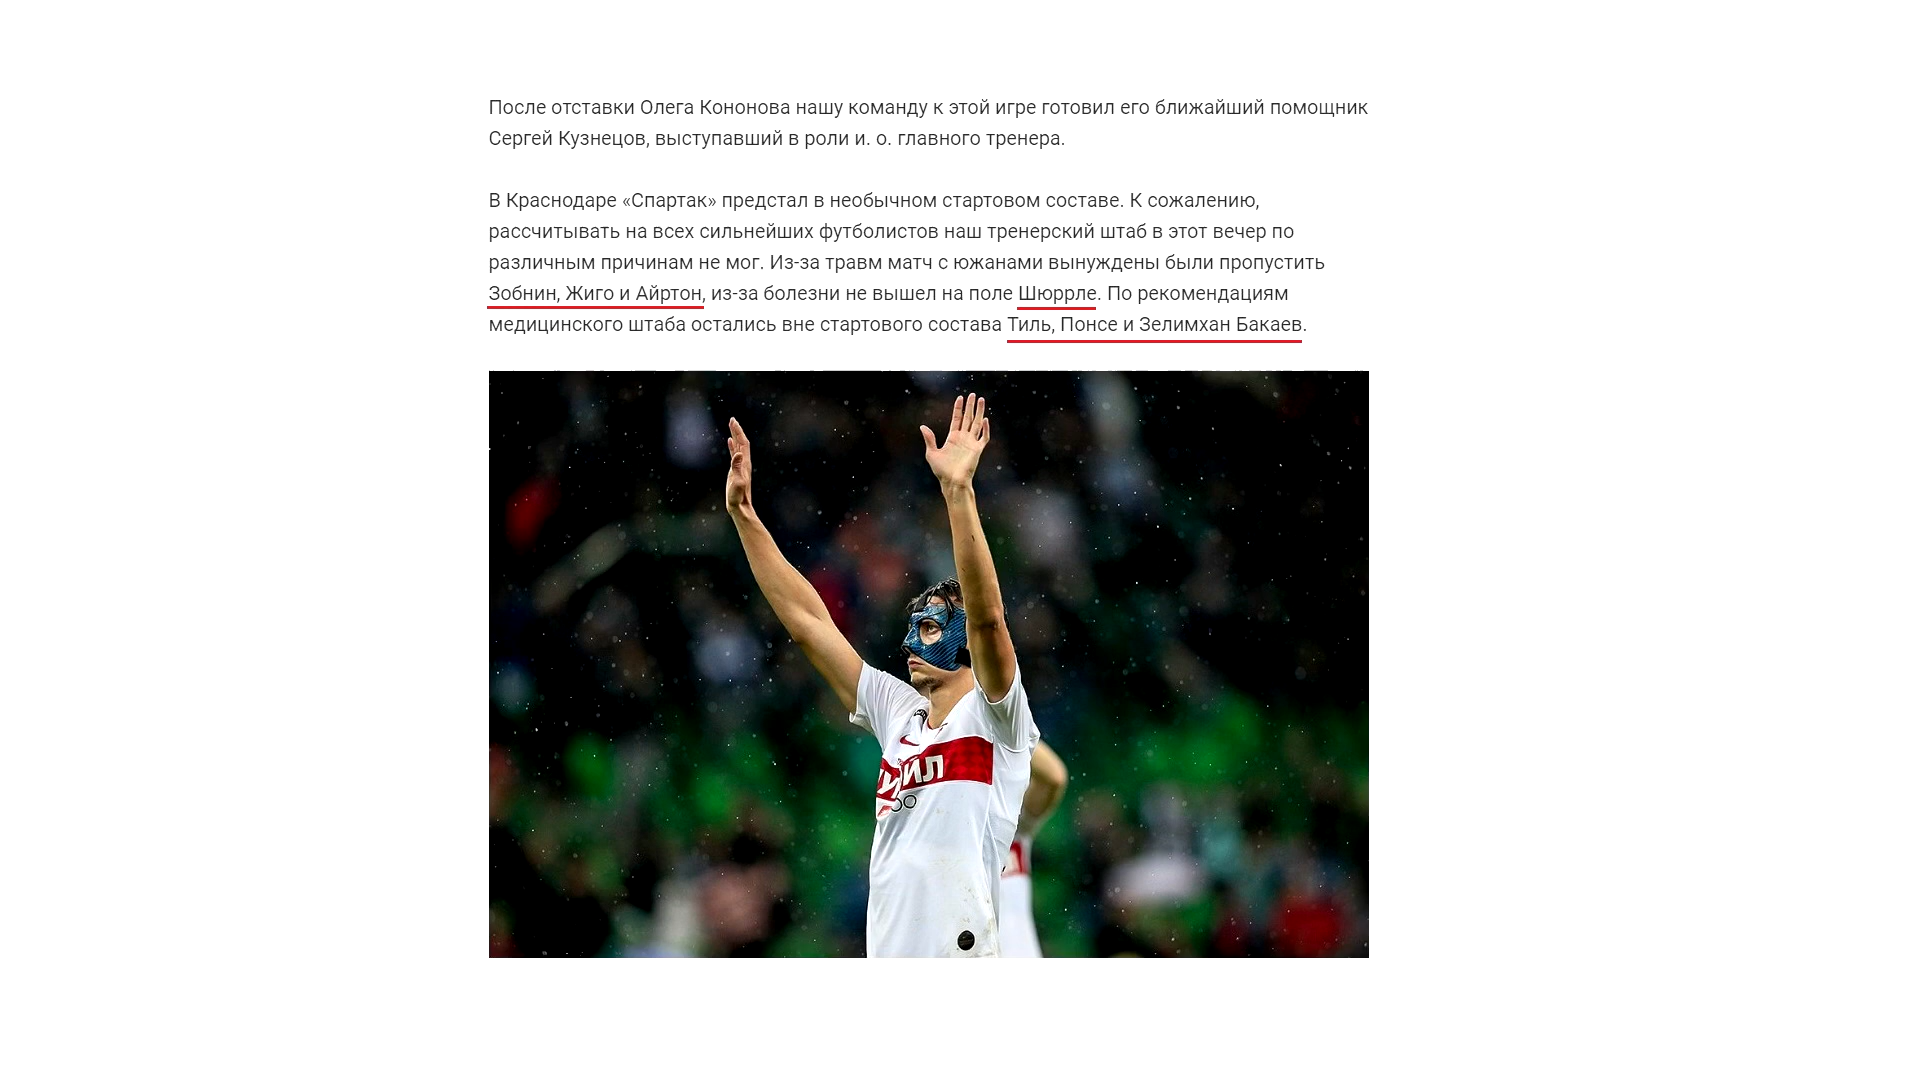 После отставки Олега Кононова нашу команду к этой игре готовил его ближайший помощник
Сергей Кузнецов, выступавший в роли и. о. главного тренера.
В Краснодаре «Спартак» предстал в необычном стартовом составе. К сожалению,
рассчитывать на всех сильнейших футболистов наш тренерский штаб в этот вечер по
различным причинам не мог. Из-за травм матч с южанами вынуждены были пропустить
Зобнин, Жиго и Айртон, из-за болезни не вышел на поле Шюррле. По рекомендациям
медицинского штаба остались вне стартового состава Тиль, Понсе и Зелимхан Бакаев.